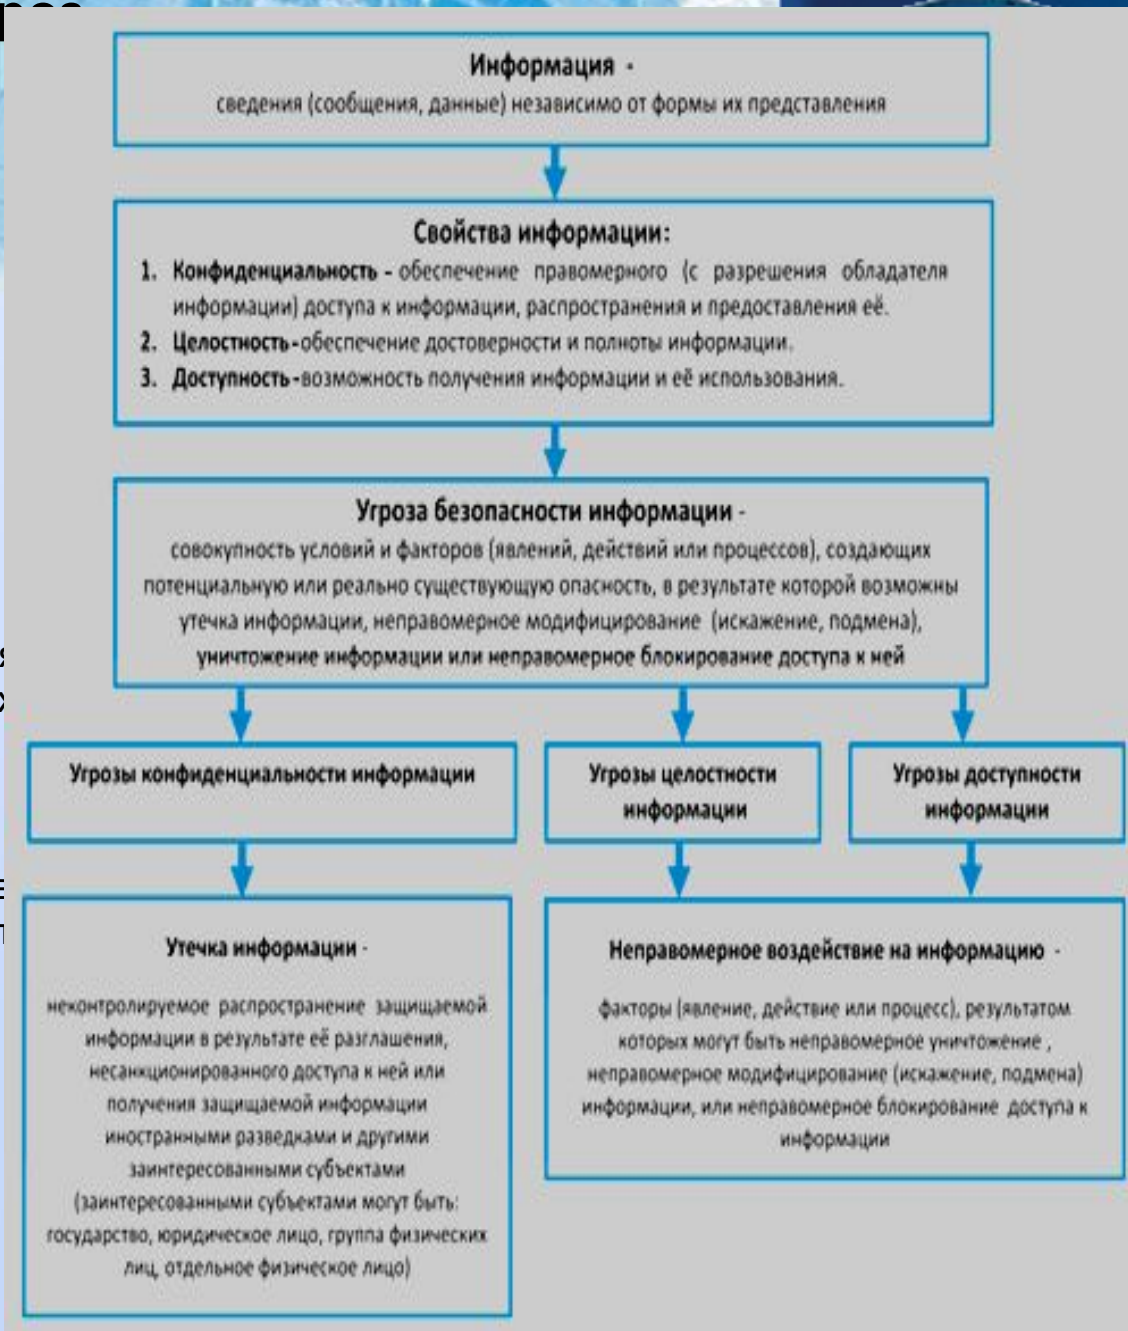 Информация -
сведения (сообщения, данные) независимо от формы их представления
Свойства информации:
1. Конфиденциальность - обеспечение правомерного (с разрешения обладателя
информации) доступа к информации, распространения и предоставления её.
2. Целостность -обеспечение достоверности и полноты информации.
3. Доступность -возможность получения информации и её использования.
Угроза безопасности информации -
совокупность условий и факторов (явлений, действий или процессов), создающих
потенциальную или реально существующую опасность, в результате которой возможны
утечка информации, неправомерное модифицирование (искажение, подмена),
уничтожение информации или неправомерное блокирование доступа к ней
Угрозы конфиденциальности информации
Угрозы целостности
информации
Угрозы доступности
информации
Утечка информации -
неконтролируемое распространение защищаемой
информации в результате её разглашения,
несанкционированного доступа к ней или
получения защищаемой информации
иностранными разведками и другими
заинтересованными субъектами
(заинтересованными субъектами могут быть:
государство, юридическое лицо, группа физических
лиц, отдельное физическое лицо)
Неправомерное воздействие на информацию -
факторы (явление, действие или процесс), результатом
которых могут быть неправомерное уничтожение ,
неправомерное модифицирование (искажение, подмена)
информации, или неправомерное блокирование доступа к
информации